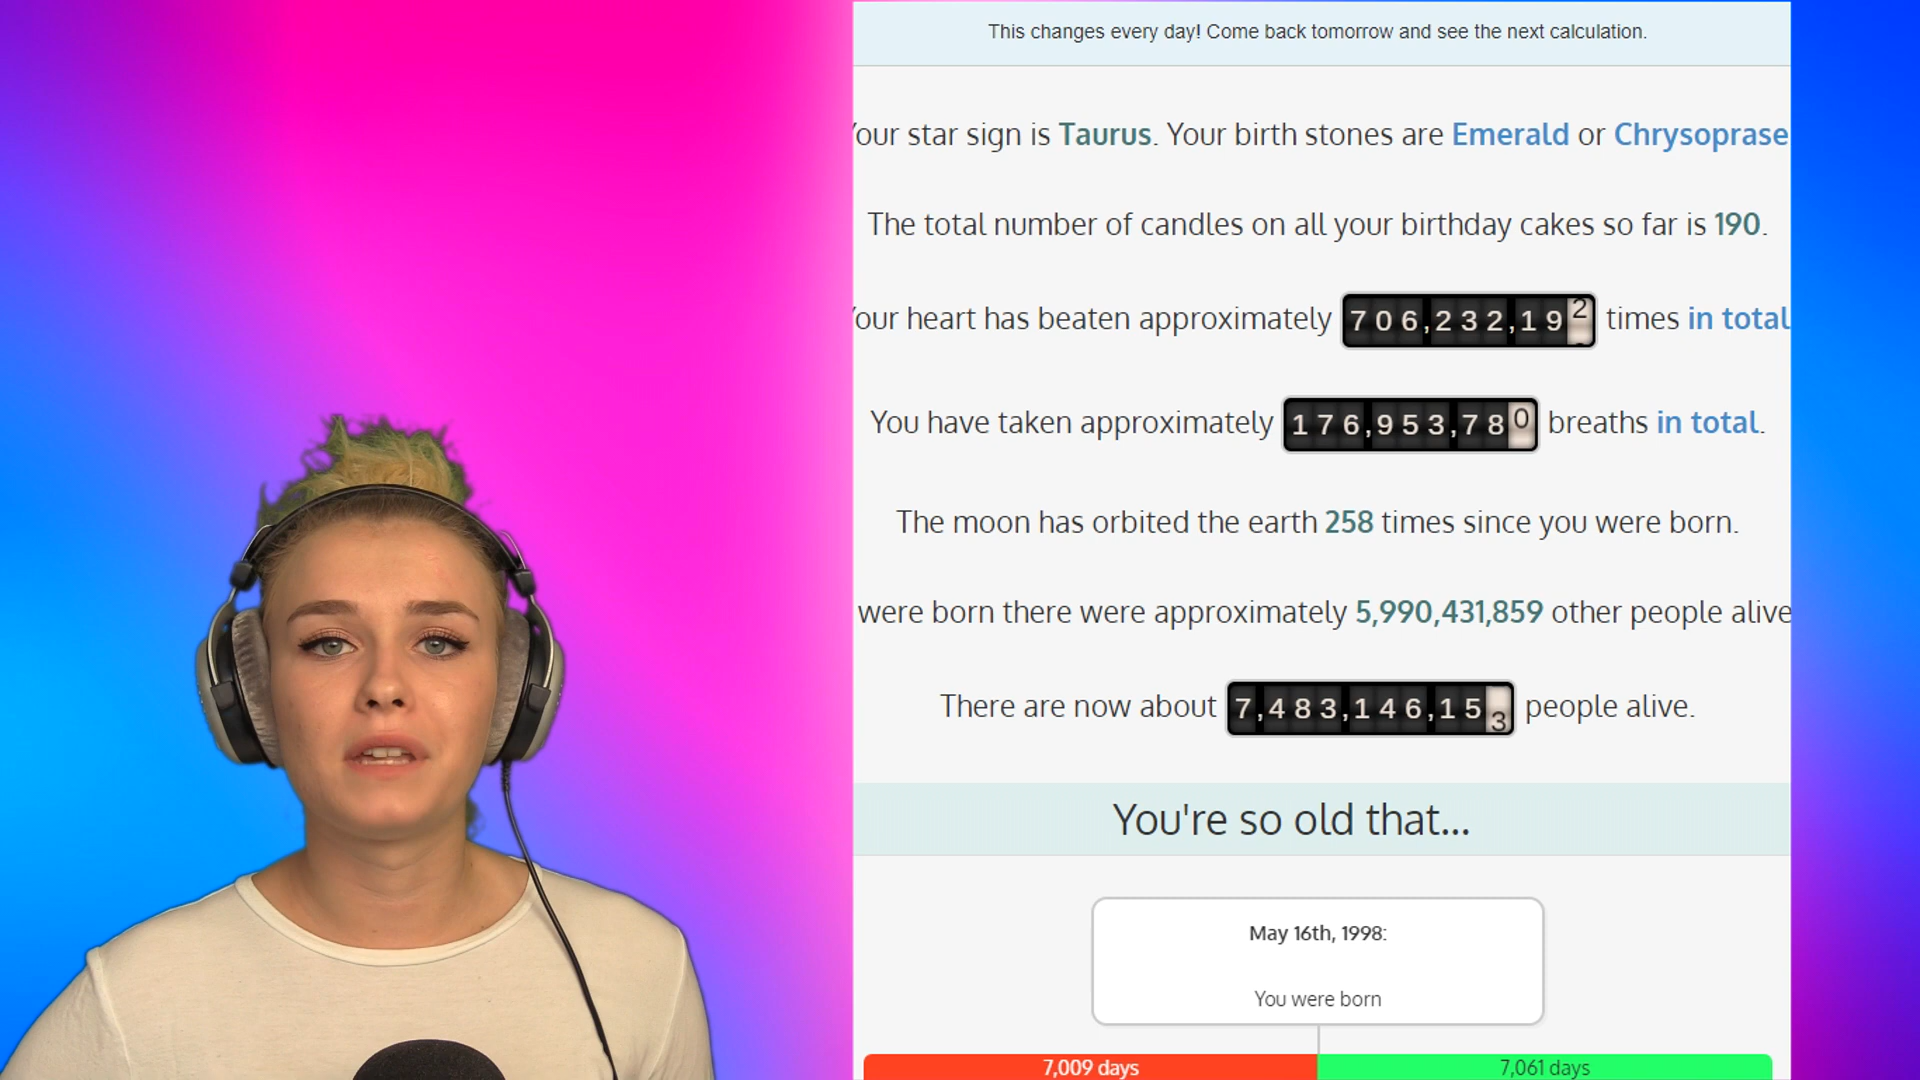 This changes every day! Come back tomorrow and see the next calculation.
our star sign is Taurus. Your birth stones are Emerald or Chrysoprase
The total number of candles on all your birthday cakes so far is 190.
our heart has beaten approximately 706,232,192 times in total
You have taken approximately 176,953,780 breaths in total.
The moon has orbited the earth 258 times since you were born.
were born there were approximately 5,990,431,859 other people alive
There are now about 7,483,146,153 people alive.
You're so old that...
May 16th, 1998:
You were born
7,009 days 7,061 days